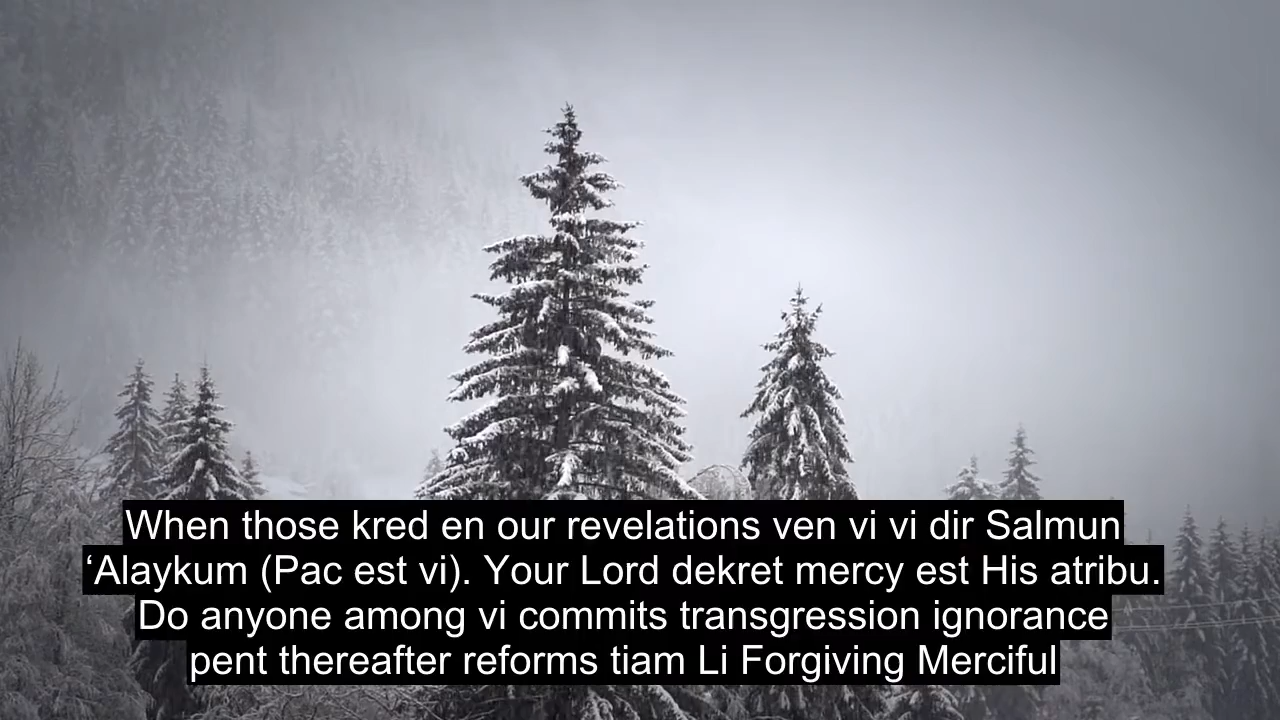 When those kred en our revelations ven vi vi dir Salmun
‘Alaykum (Pac est vi). Your Lord dekret mercy est His atribu.
Do anyone among vi commits transgression ignorance
pent thereafter reforms tiam Li Forgiving Merciful